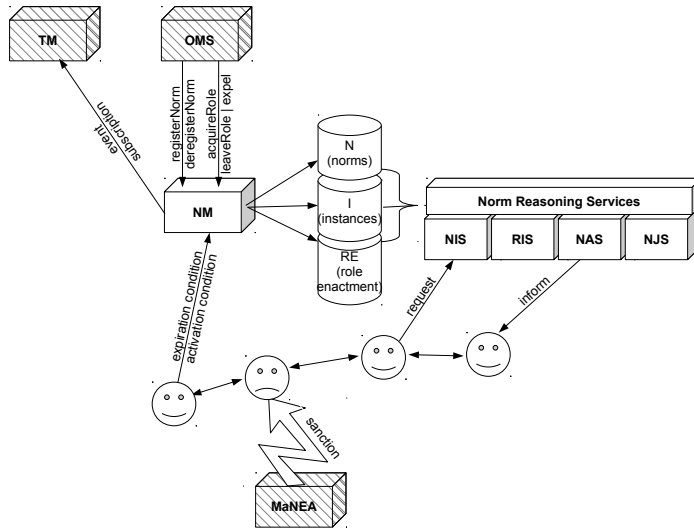 TM
OMS
event
subscription
registerNorm
deregisterNorm
acquireRole
leaveRole | expel
N
(norms)
I
(instances)
RE
(role
enactment)
NM
Norm Reasoning Services
NIS
RIS
NAS
NJS
expiration condition
activation condition
request
inform
sanction
MaNEA